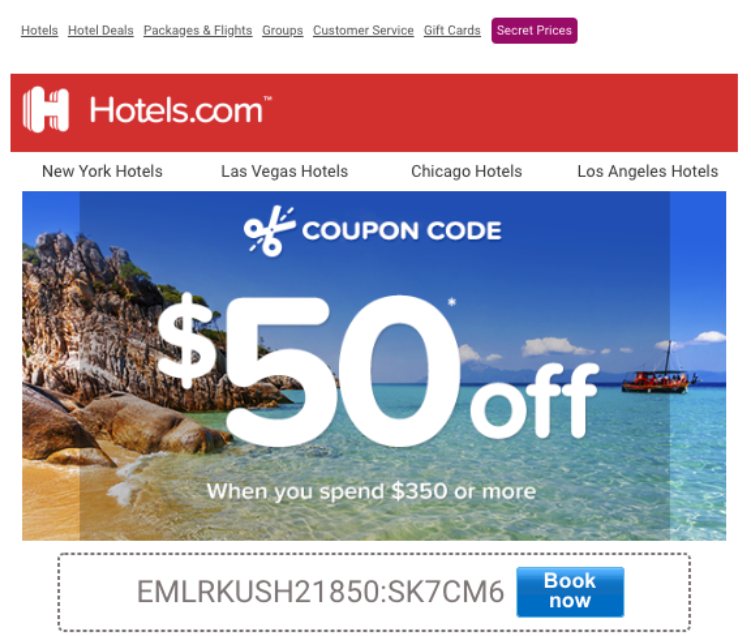 Hotels Hotel Deals Packages & Flights Groups Customer Service Gift Cards Secret Prices
Hotels.com™
New York Hotels Las Vegas Hotels Chicago Hotels Los Angeles Hotels
COUPON CODE
$50* off
When you spend $350 or more
EMLRKUSH21850:SK7CM6 Book now